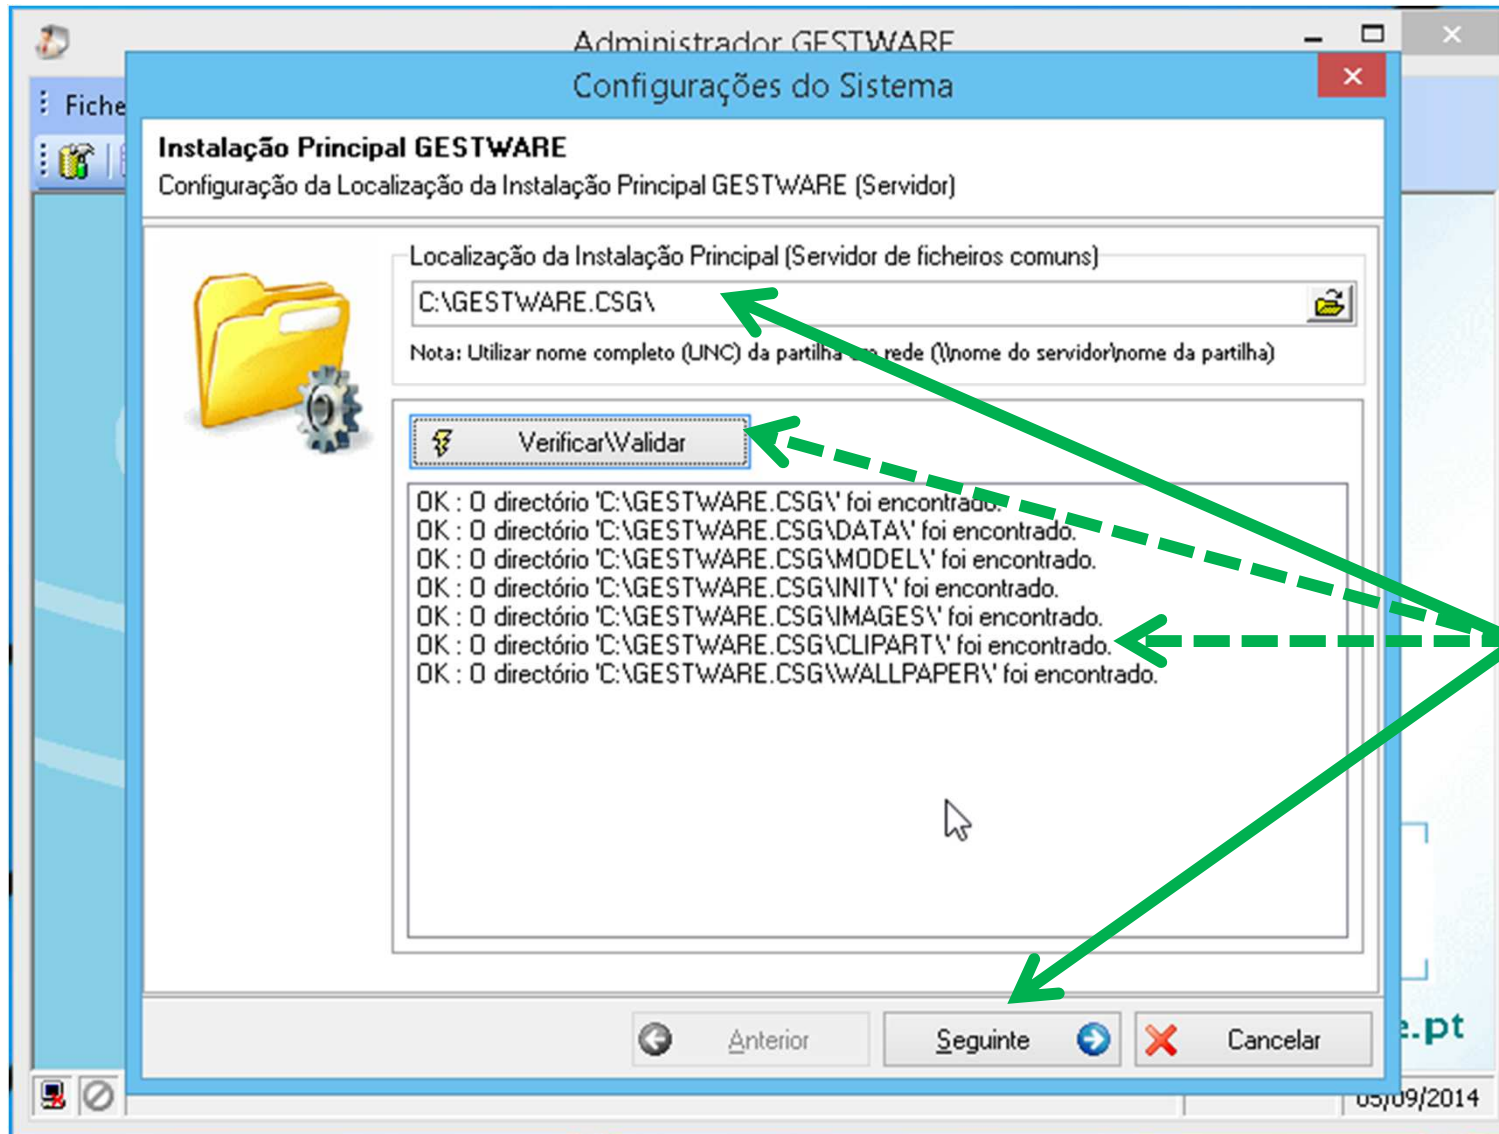 Administrador GESTWARE
Configurações do Sistema
Fiche
Instalação Principal GESTWARE
Configuração da Localização da Instalação Principal GESTWARE (Servidor)
Localização da Instalação Principal (Servidor de ficheiros comuns)
C:\GESTWARE.CSG\
Nota: Utilizar nome completo (UNC) da partilha em rede (\\nome do servidor\nome da partilha)
Verificar\Validar
OK : O directório 'C:\GESTWARE.CSG\' foi encontrado.
OK : O directório 'C:\GESTWARE.CSG\DATA\' foi encontrado.
OK : O directório 'C:\GESTWARE.CSG\MODEL\' foi encontrado.
OK : O directório 'C:\GESTWARE.CSG\INIT\' foi encontrado.
OK : O directório 'C:\GESTWARE.CSG\IMAGES\' foi encontrado.
OK : O directório 'C:\GESTWARE.CSG\CLIPART\' foi encontrado.
OK : O directório 'C:\GESTWARE.CSG\WALLPAPER\' foi encontrado.
Anterior
Seguinte
Cancelar
e.pt
05/09/2014